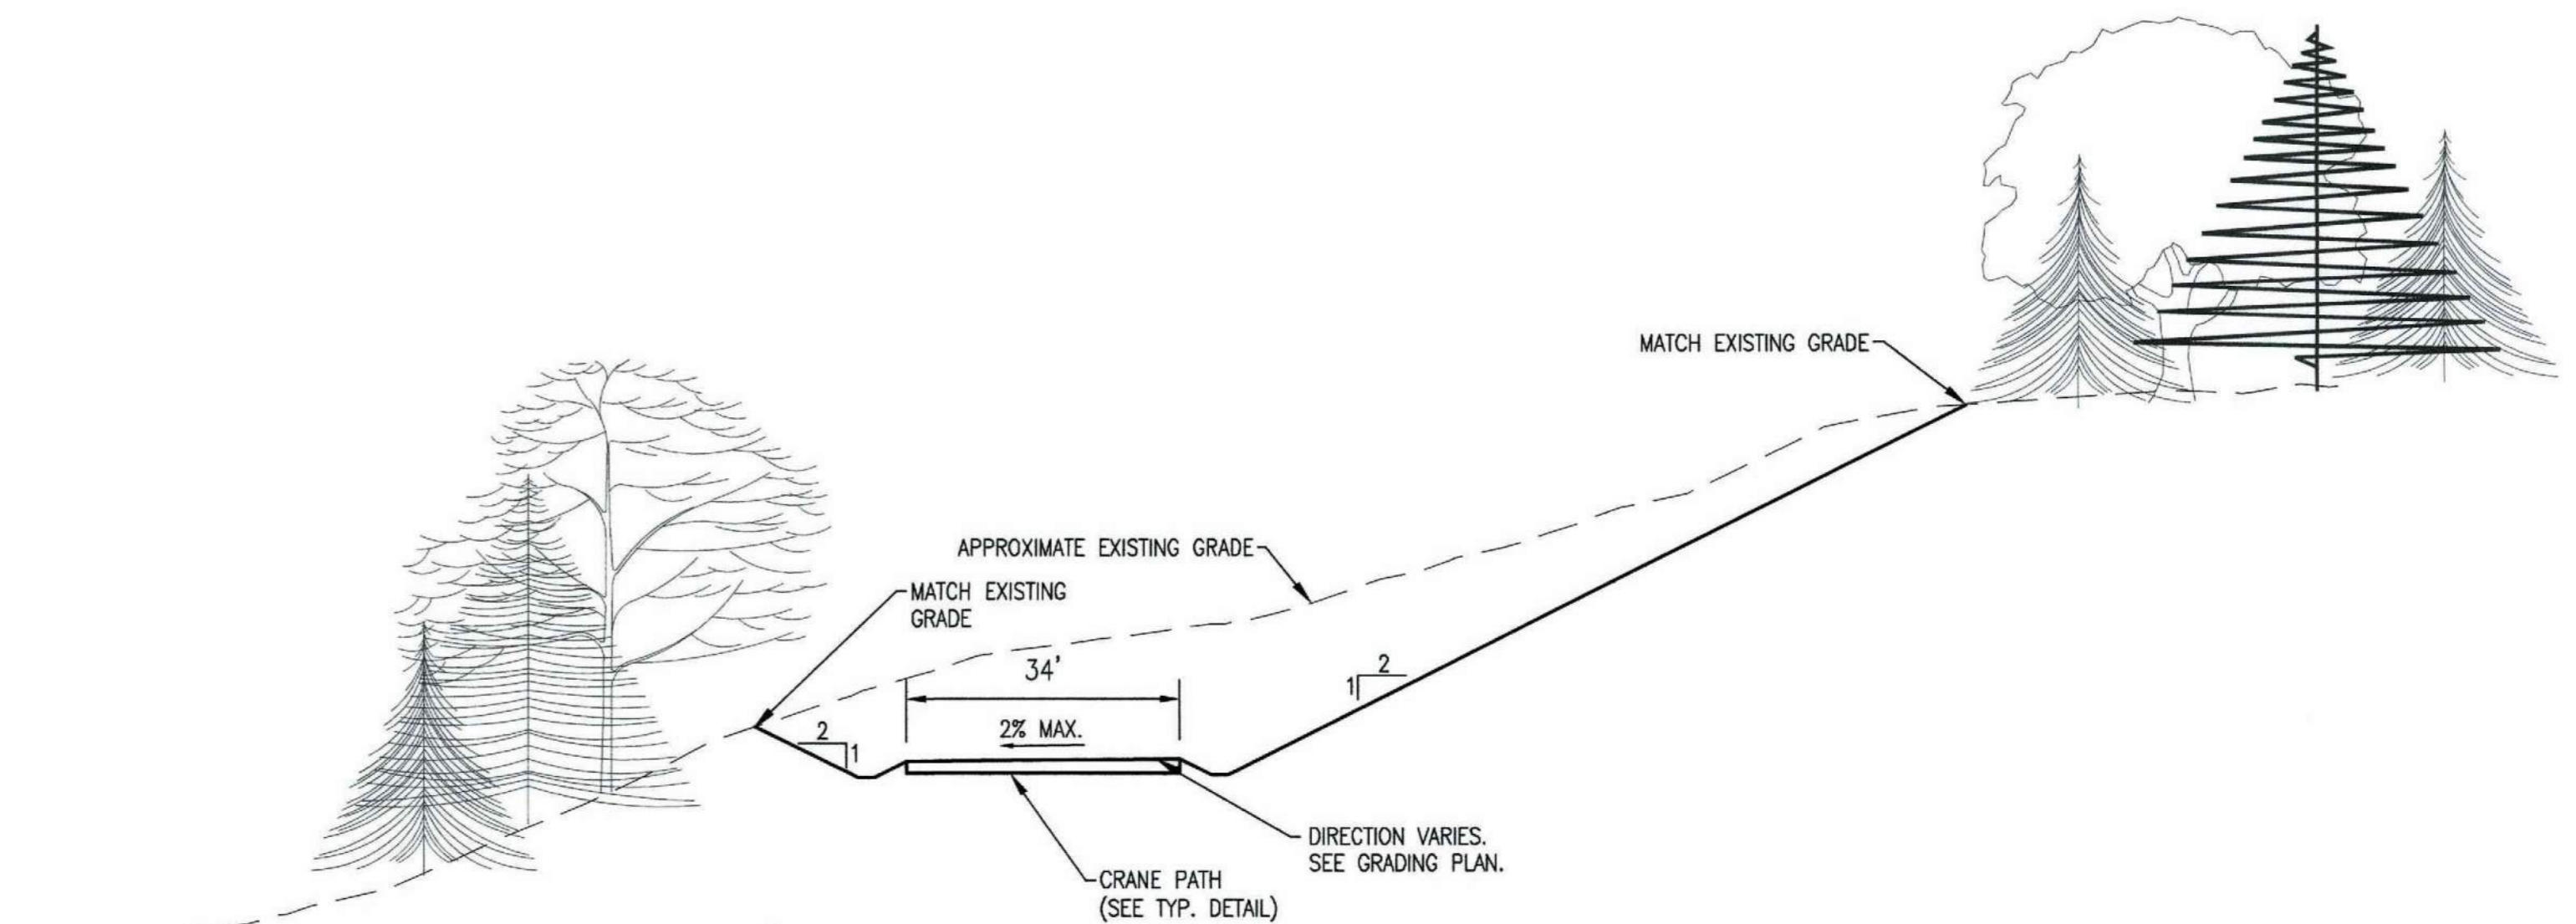 MATCH EXISTING GRADE
APPROXIMATE EXISTING GRADE
MATCH EXISTING
GRADE
34'
2
1
2% MAX.
2
1
DIRECTION VARIES.
SEE GRADING PLAN.
CRANE PATH
(SEE TYP. DETAIL)